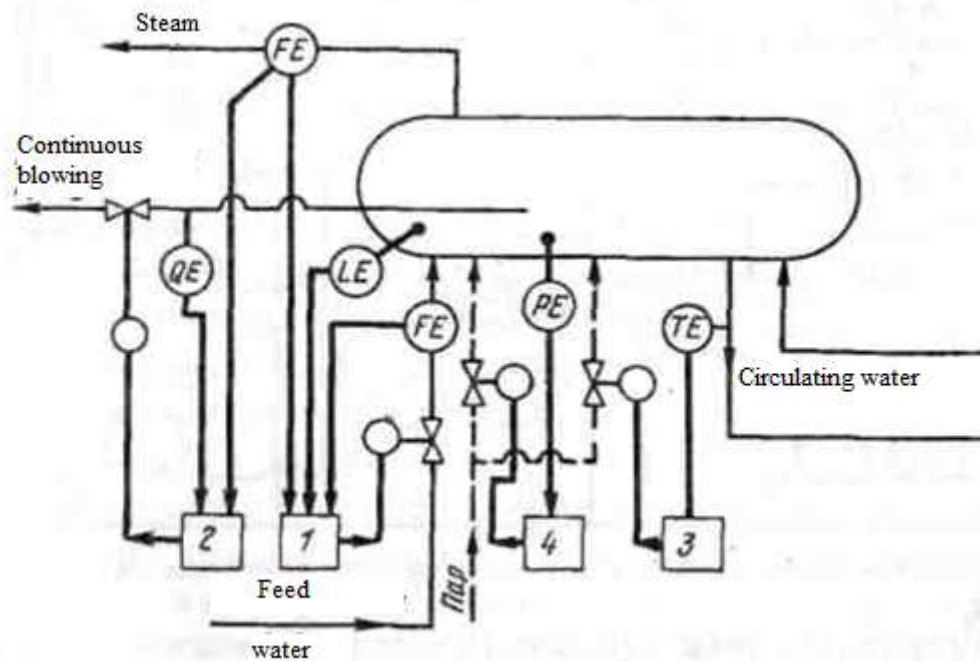 Steam
FE
Continuous
blowing
QE
LE
FE
PE
TE
Circulating water
2
1
4
3
Feed
Пар
water